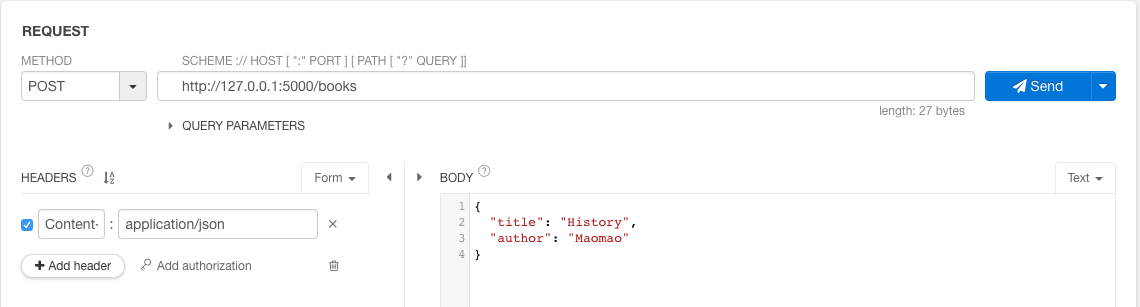 REQUEST
METHOD
SCHEME :// HOST [ ":" PORT ] [ PATH [ "?" QUERY ]]
POST
http://127.0.0.1:5000/books
Send
length: 27 bytes
QUERY PARAMETERS
HEADERS ? A Z
Form
BODY ?
Text
Content- : application/json ×
+ Add header
Add authorization
1 {
2 "title": "History",
3 "author": "Maomao"
4 }